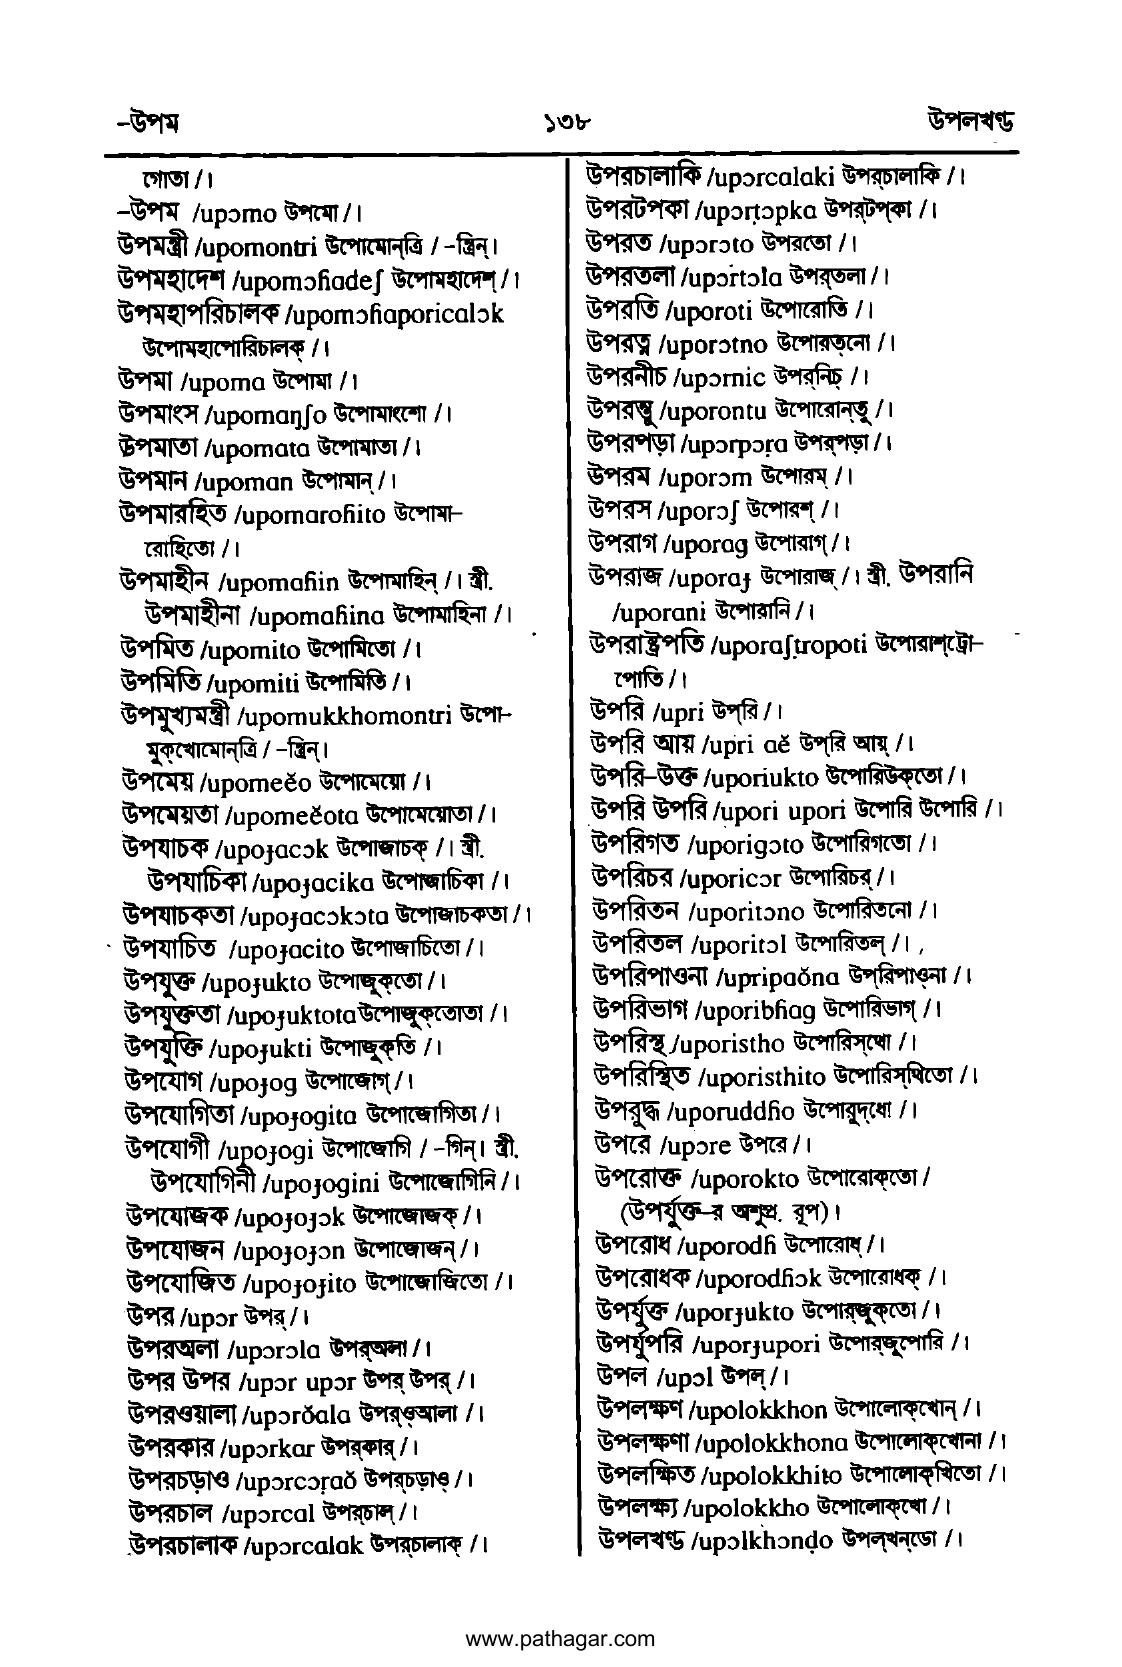 -উপম ১৩৮ উপলখণ্ড
গোতা /।
-উপম /upɔmo উপমো /।
উপমন্ত্রী /upomontri উপোমোন্‌ত্রি / -ন্ত্রিন্‌।
উপমহাদেশ /upomɔɦadeʃ উপোমহাদেশ্‌ /।
উপমহাপরিচালক /upomɔɦaporicalɔk
উপোমহাপোরিচালক্‌ /।
উপমা /upoma উপোমা /।
উপমাংস /upomaŋʃo উপোমাংশো /।
উপমাতা /upomata উপোমাতা /।
উপমান /upoman উপোমান্‌ /।
উপমারহিত /upomaroɦito উপোমা-
রোহিতো /।
উপমাহীন /upomaɦin উপোমাহিন্‌ /। স্ত্রী.
উপমাহীনা /upomaɦina উপোমাহিনা /।
উপমিত /upomito উপোমিতো /।
উপমিতি /upomiti উপোমিতি /।
উপমুখ্যমন্ত্রী /upomukkhomontri উপো-
মুক্‌খোমোন্‌ত্রি / -ন্ত্রিন্‌।
উপমেয় /upomeĕo উপোমেয়ো /।
উপমেয়তা /upomeĕota উপোমেয়োতা /।
উপযাচক /upoɟacɔk উপোজাচক্‌ /। স্ত্রী.
উপযাচিকা /upoɟacika উপোজাচিকা /।
উপযাচকতা /upoɟacɔkɔta উপোজাচকতা /।
উপযাচিত /upoɟacito উপোজাচিতো /।
উপযুক্ত /upoɟukto উপোজুক্‌তো /।
উপযুক্ততা /upoɟuktota উপোজুক্‌তোতা /।
উপযুক্তি /upoɟukti উপোজুক্‌তি /।
উপযোগ /upoɟog উপোজোগ্‌ /।
উপযোগিতা /upoɟogita উপোজোগিতা /।
উপযোগী /upoɟogi উপোজোগি / -গিন্‌। স্ত্রী.
উপযোগিনী /upoɟogini উপোজোগিনি /।
উপযোজক /upoɟoɟɔk উপোজোজক্‌ /।
উপযোজন /upoɟoɟɔn উপোজোজন্‌ /।
উপযোজিত /upoɟoɟito উপোজোজিতো /।
উপর /upɔr উপর্‌ /।
উপরঅলা /upɔrɔla উপর্‌অলা /।
উপর উপর /upɔr upɔr উপর্‌ উপর্‌ /।
উপরওয়ালা /upɔrŏala উপর্‌ও্আলা /।
উপরকার /upɔrkar উপর্‌কার্‌ /।
উপরচড়াও /upɔrcɔṛaŏ উপর্‌চড়াও্ /।
উপরচাল /upɔrcal উপর্‌চাল্‌ /।
উপরচালাক /upɔrcalak উপর্‌চালাক্‌ /।
উপরচালাকি /upɔrcalaki উপর্‌চালাকি /।
উপরটপকা /upɔrṭɔpka উপর্‌টপ্‌কা /।
উপরত /upɔrɔto উপরতো /।
উপরতলা /upɔrtɔla উপর্‌তলা /।
উপরতি /uporoti উপোরোতি /।
উপরত্ন /uporɔtno উপোরত্‌নো /।
উপরনীচ /upɔrnic উপর্‌নিচ্‌ /।
উপরন্তু /uporontu উপোরোন্‌তু /।
উপরপড়া /upɔrpɔṛa উপর্‌পড়া /।
উপরম /uporɔm উপোরম্‌ /।
উপরস /uporɔʃ উপোরশ্‌ /।
উপরাগ /uporag উপোরাগ্‌ /।
উপরাজ /uporaɟ উপোরাজ্‌ /। স্ত্রী. উপরানি
/uporani উপোরানি /।
উপরাষ্ট্রপতি /uporaʃṭropoti উপোরাশ্‌ট্রো-
পোতি /।
উপরি /upri উপ্‌রি /।
উপরি আয় /upri aĕ উপ্‌রি আয়্ /।
উপরি-উক্ত /uporiukto উপোরিউক্‌তো /।
উপরি উপরি /upori upori উপোরি উপোরি /।
উপরিগত /uporigɔto উপোরিগতো /।
উপরিচর /uporicɔr উপোরিচর্‌ /।
উপরিতন /uporitɔno উপোরিতনো /।
উপরিতল /uporitɔl উপোরিতল্‌ /।
উপরিপাওনা /upripaŏna উপ্‌রিপাও্না /।
উপরিভাগ /uporibɦag উপোরিভাগ্‌ /।
উপরিস্থ /uporistho উপোরিস্‌থো /।
উপরিস্থিত /uporisthito উপোরিস্‌থিতো /।
উপরুদ্ধ /uporuddɦo উপোরুদ্‌ধো /।
উপরে /upɔre উপরে /।
উপরোক্ত /uporokto উপোরোক্‌তো /
(উপর্যুক্ত-র অশুপ্র. রূপ)।
উপরোধ /uporodɦ উপোরোধ্‌ /।
উপরোধক /uporodɦɔk উপোরোধক্‌ /।
উপর্যুক্ত /uporɟukto উপোর্‌জুক্‌তো /।
উপর্যুপরি /uporɟupori উপোর্‌জুপোরি /।
উপল /upɔl উপল্‌ /।
উপলক্ষণ /upolokkhon উপোলোক্‌খোন্‌ /।
উপলক্ষণা /upolokkhona উপোলোক্‌খোনা /।
উপলক্ষিত /upolokkhito উপোলোক্‌খিতো /।
উপলক্ষ্য /upolokkho উপোলোক্‌খো /।
উপলখণ্ড /upɔlkhɔnḍo উপল্‌খন্‌ডো /।
www.pathagar.com